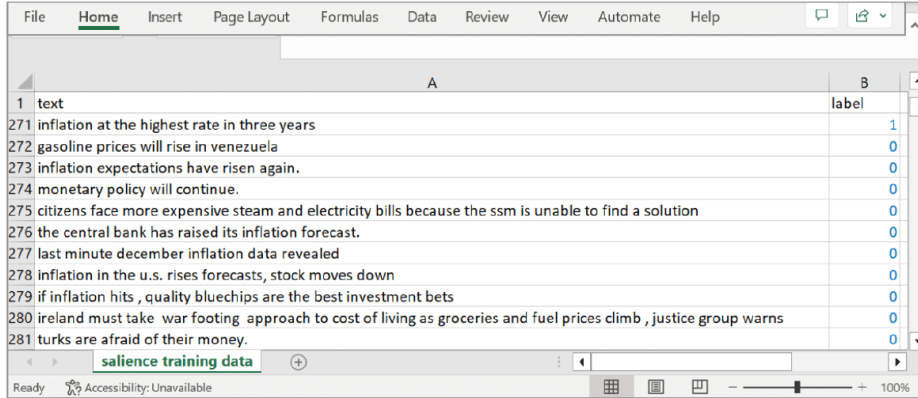 File Home Insert Page Layout Formulas Data Review View Automate Help
A B
1 text label
271 inflation at the highest rate in three years 1
272 gasoline prices will rise in venezuela 0
273 inflation expectations have risen again. 0
274 monetary policy will continue. 0
275 citizens face more expensive steam and electricity bills because the ssm is unable to find a solution 0
276 the central bank has raised its inflation forecast. 0
277 last minute december inflation data revealed 0
278 inflation in the u.s. rises forecasts, stock moves down 0
279 if inflation hits , quality bluechips are the best investment bets 0
280 ireland must take war footing approach to cost of living as groceries and fuel prices climb , justice group warns 0
281 turks are afraid of their money. 0
salience training data
Ready Accessibility: Unavailable 100%